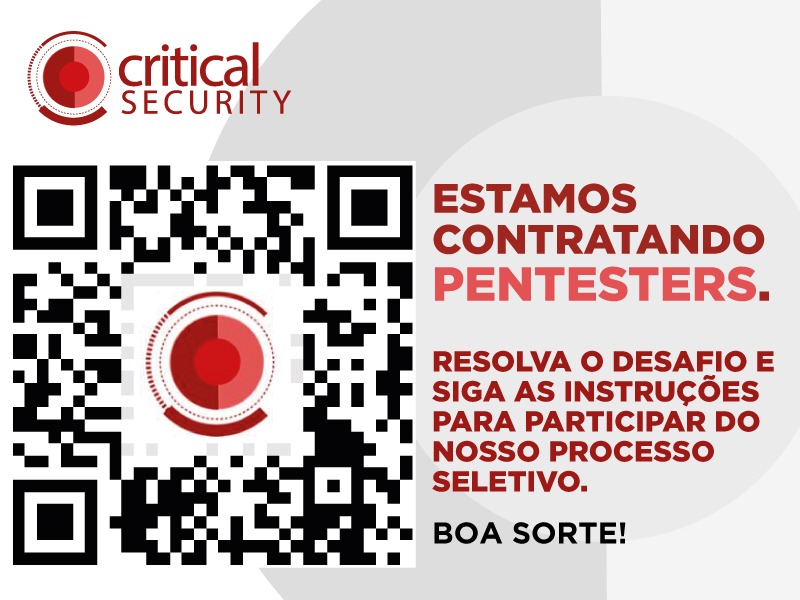 critical
SECURITY
ESTAMOS
CONTRATANDO
PENTESTERS.
RESOLVA O DESAFIO E
SIGA AS INSTRUÇÕES
PARA PARTICIPAR DO
NOSSO PROCESSO
SELETIVO.
BOA SORTE!